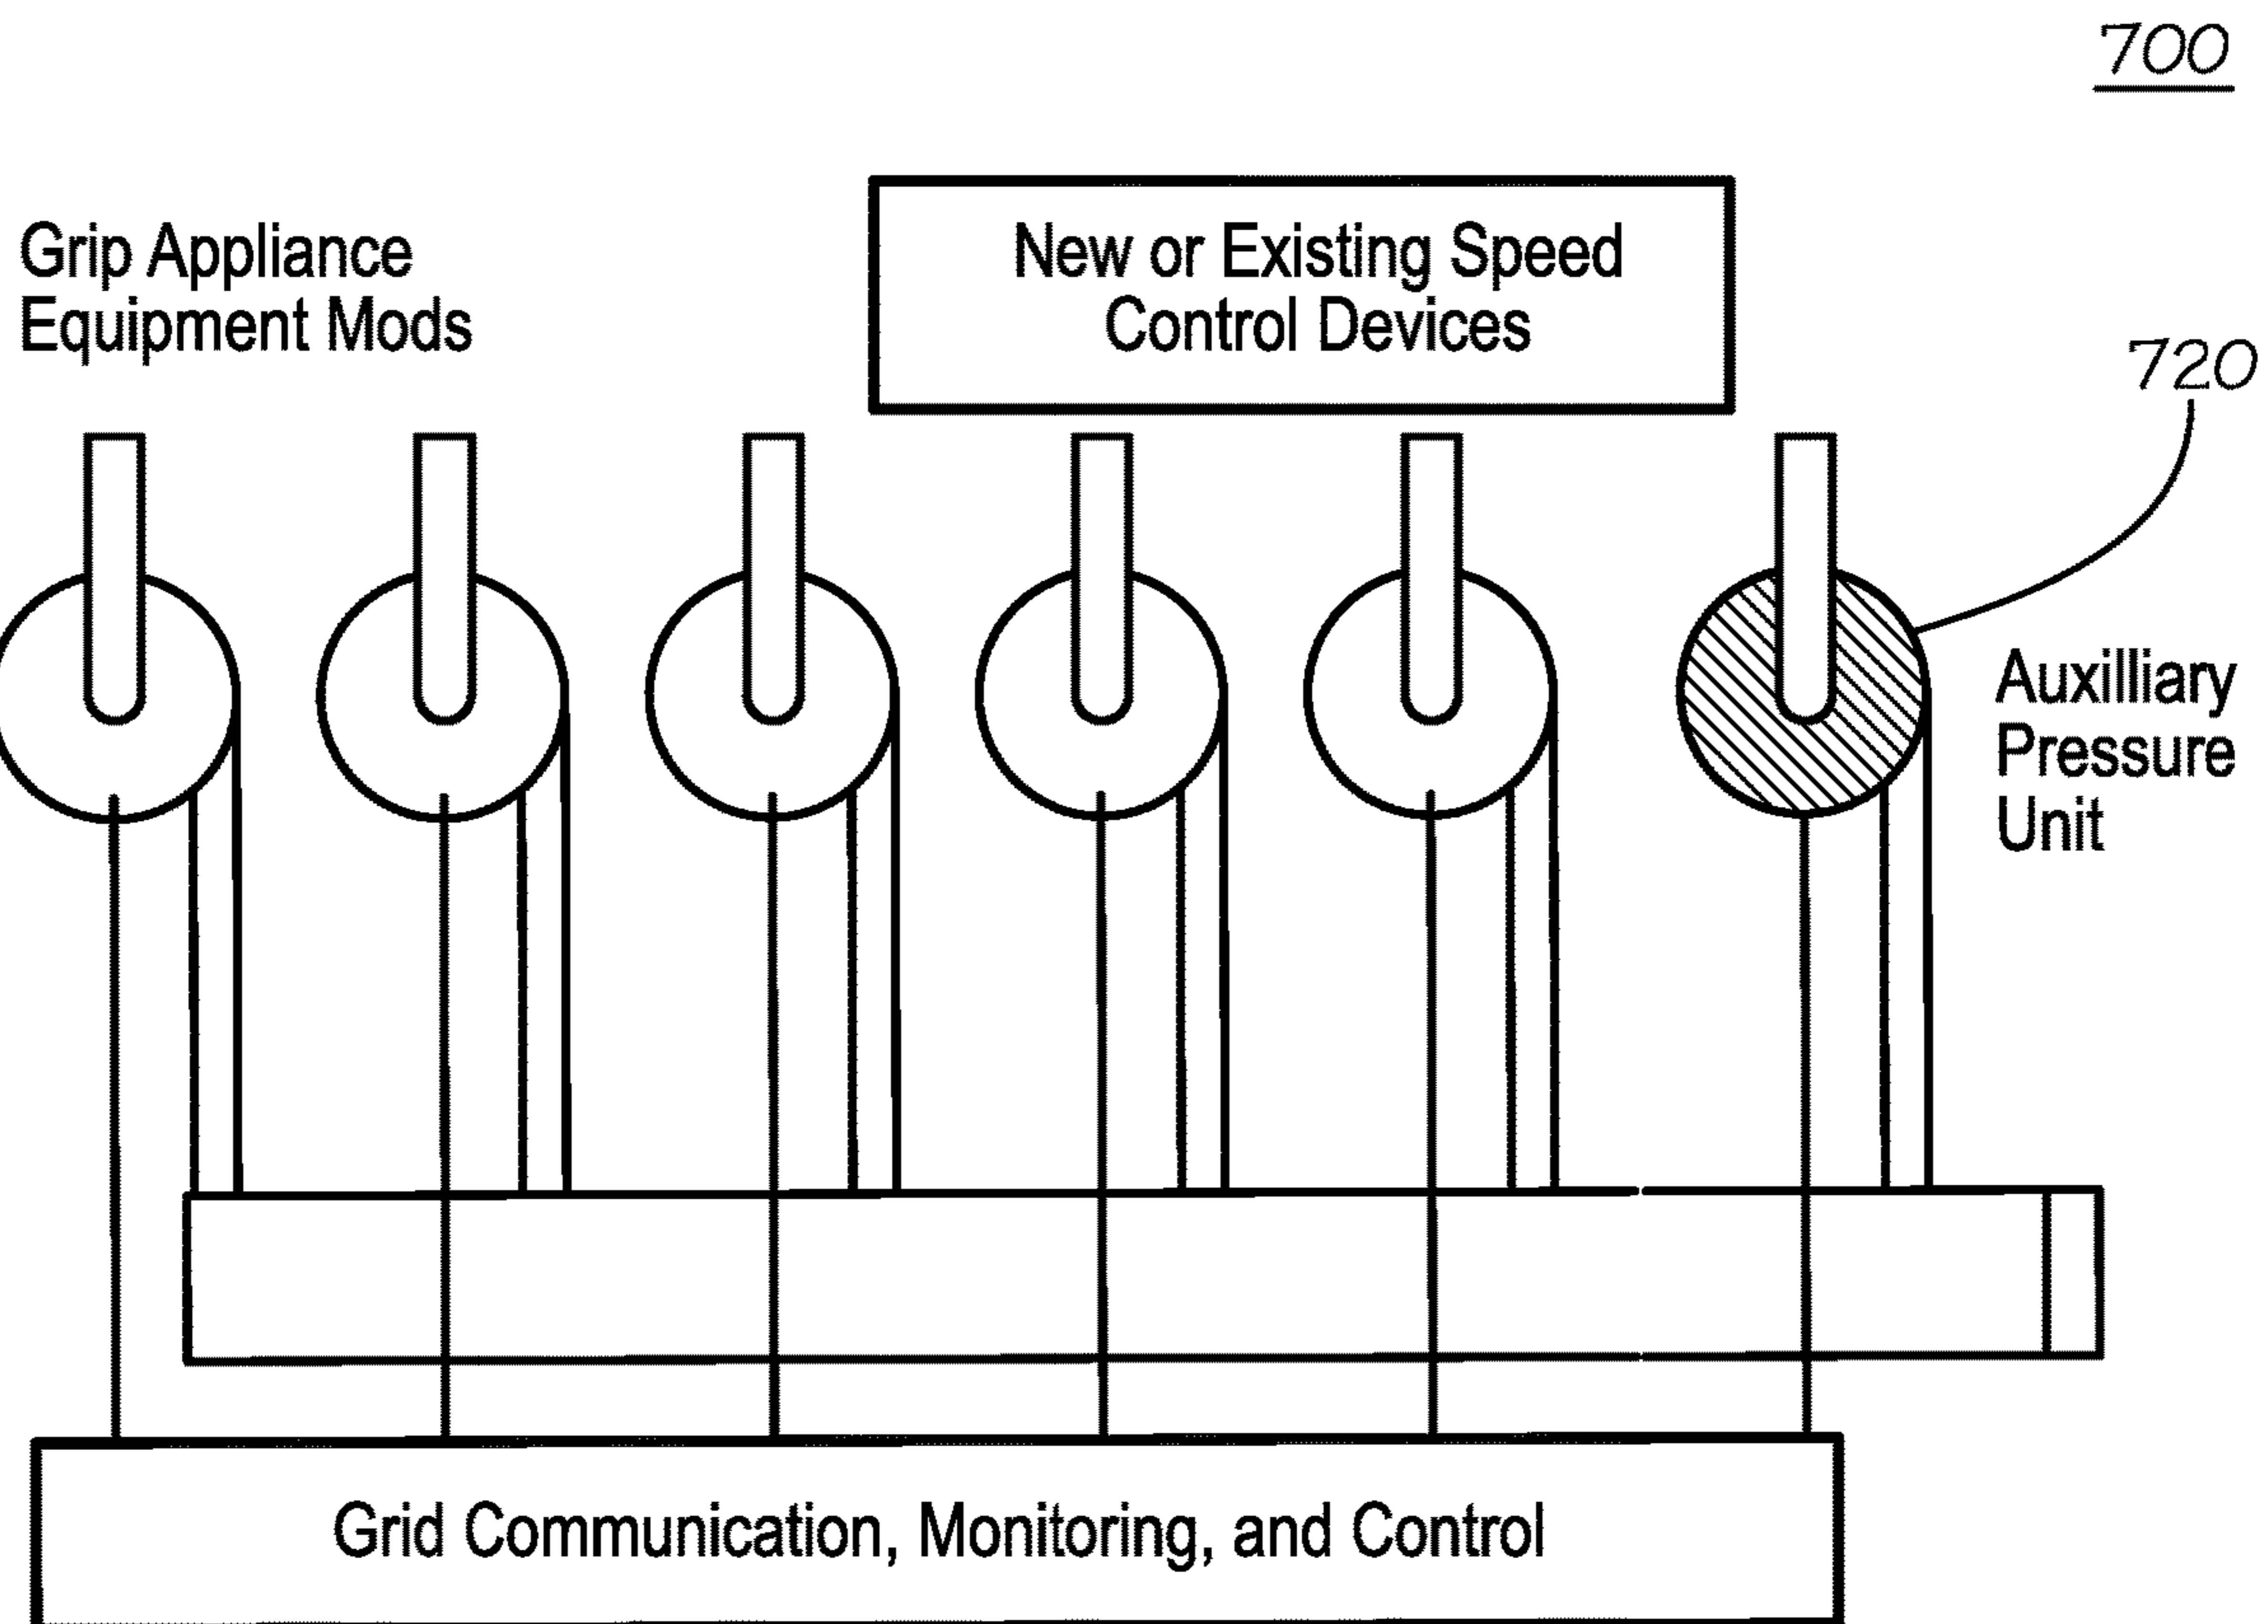 700
Grip Appliance
Equipment Mods
New or Existing Speed
Control Devices
720
Auxilliary
Pressure
Unit
Grid Communication, Monitoring, and Control